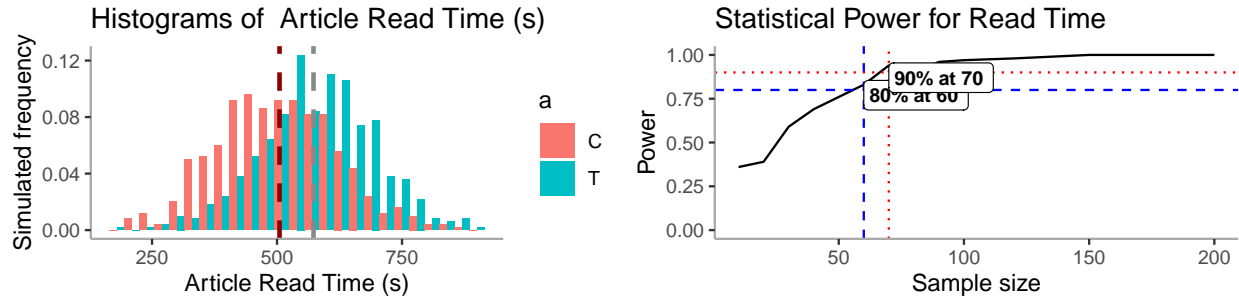 Histograms of  Article Read Time (s)
Simulated frequency
0.12
0.08
0.04
0.00
250
500
750
Article Read Time (s)
a
C
T
Statistical Power for Read Time
Power
1.00
0.75
0.50
0.25
0.00
90% at 70
80% at 60
50
100
150
200
Sample size